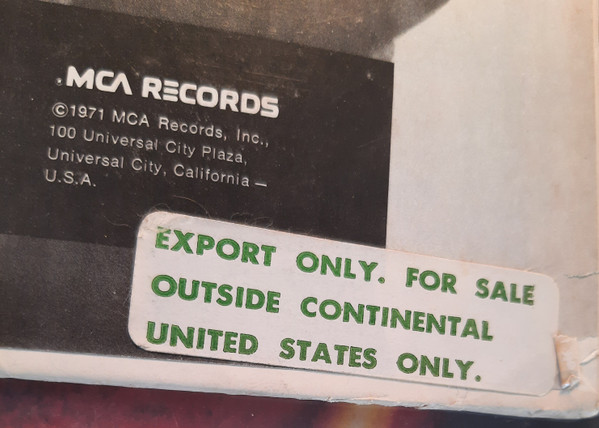 MCA RECORDS
©1971 MCA Records, Inc.,
100 Universal City Plaza,
Universal City, California —
U.S.A.
EXPORT ONLY. FOR SALE
OUTSIDE CONTINENTAL
UNITED STATES ONLY.